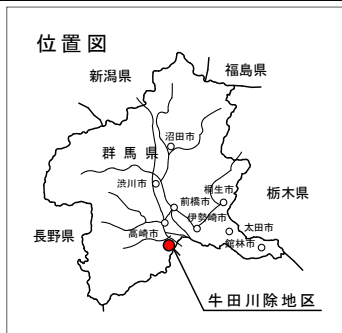 位置図
新潟県
福島県
沼田市
群馬県
渋川市
桐生市
前橋市
栃木県
伊勢崎市
太田市
高崎市
長野県
館林市
牛田川除地区